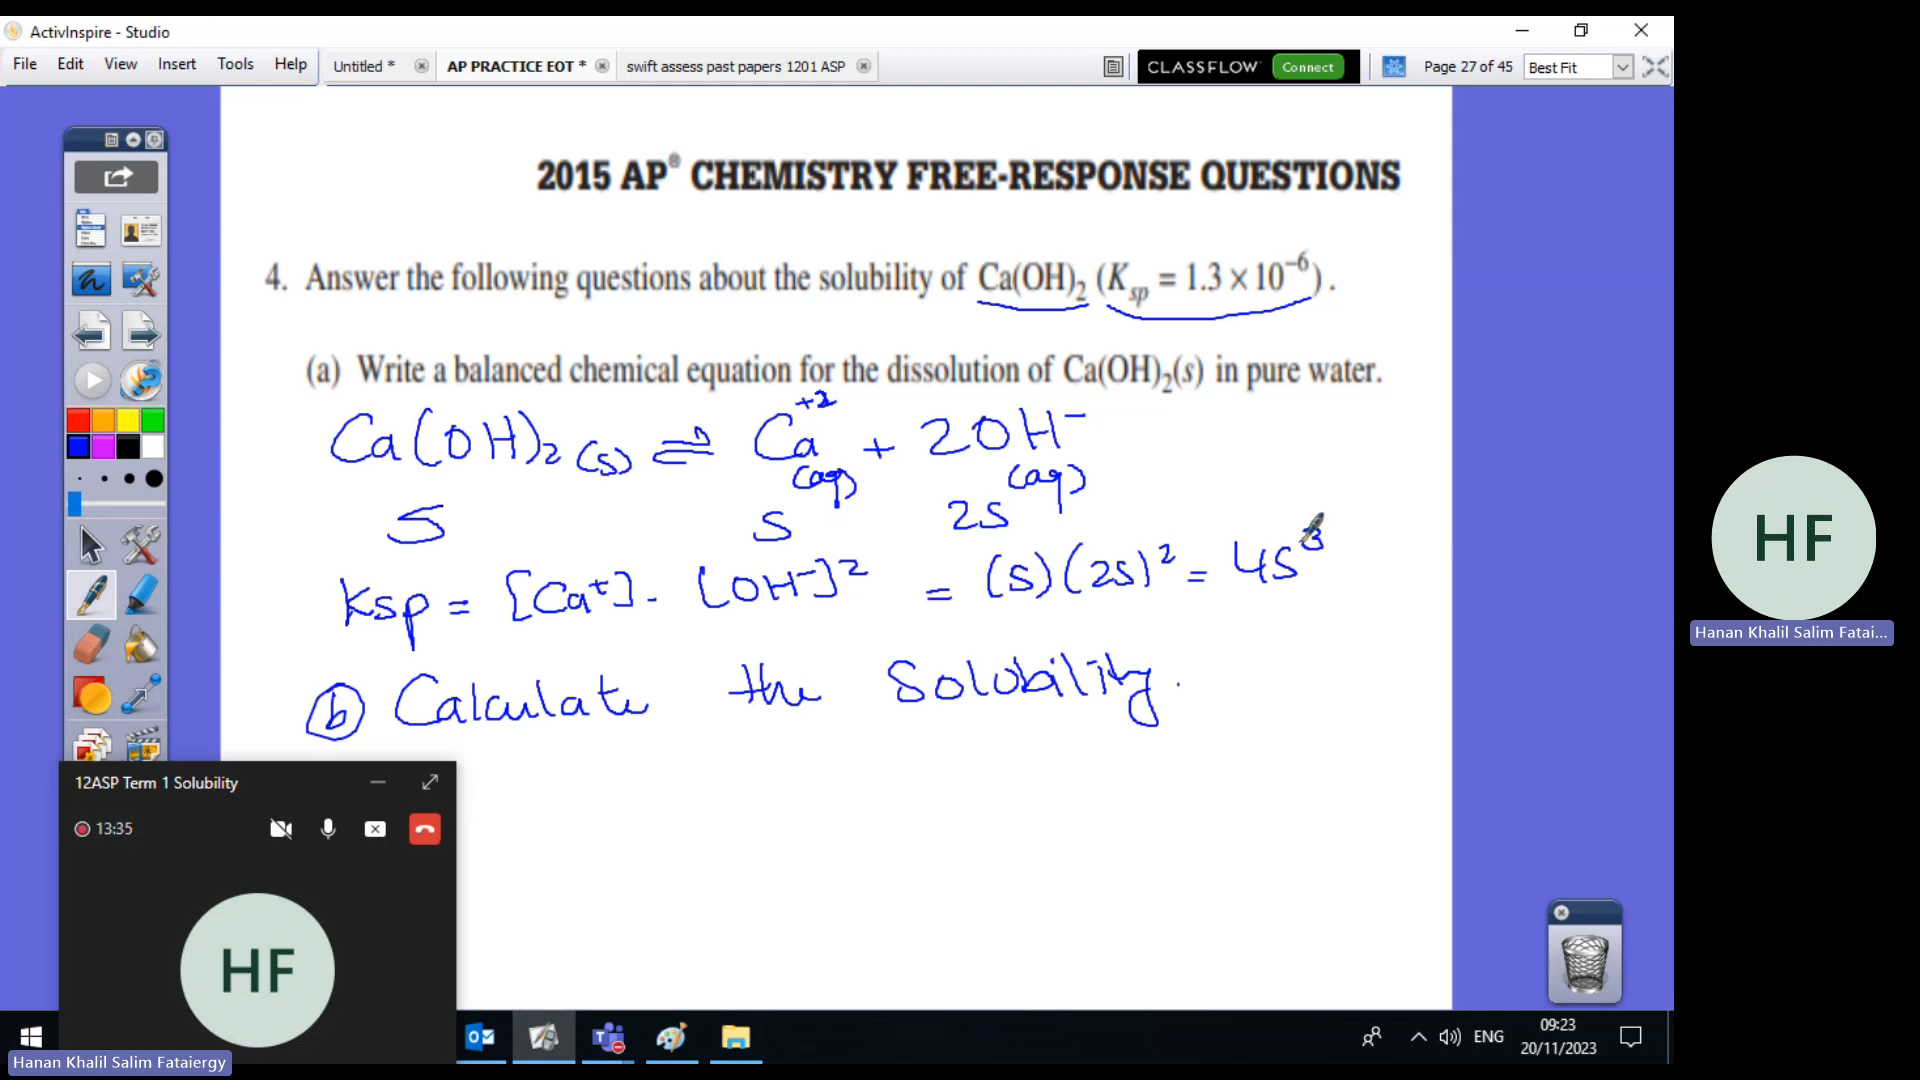 ActivInspire - Studio
File Edit View Insert Tools Help
Untitled * AP PRACTICE EOT * swift assess past papers 1201 ASP
CLASSFLOW Connect Page 27 of 45 Best Fit
2015 AP® CHEMISTRY FREE-RESPONSE QUESTIONS
4. Answer the following questions about the solubility of Ca(OH)₂ (Kₛₚ = 1.3 × 10⁻⁶).
(a) Write a balanced chemical equation for the dissolution of Ca(OH)₂(s) in pure water.
Ca(OH)₂(s) ⇌ Ca⁺²(aq) + 2OH⁻(aq)
S S 2S
Ksp = [Ca⁺]. [OH⁻]² = (S)(2S)² = 4S³
(b) Calculate the Solubility.
12ASP Term 1 Solubility
13:35
HF
HF
Hanan Khalil Salim Fatai...
Hanan Khalil Salim Fataiergy
ENG
09:23
20/11/2023